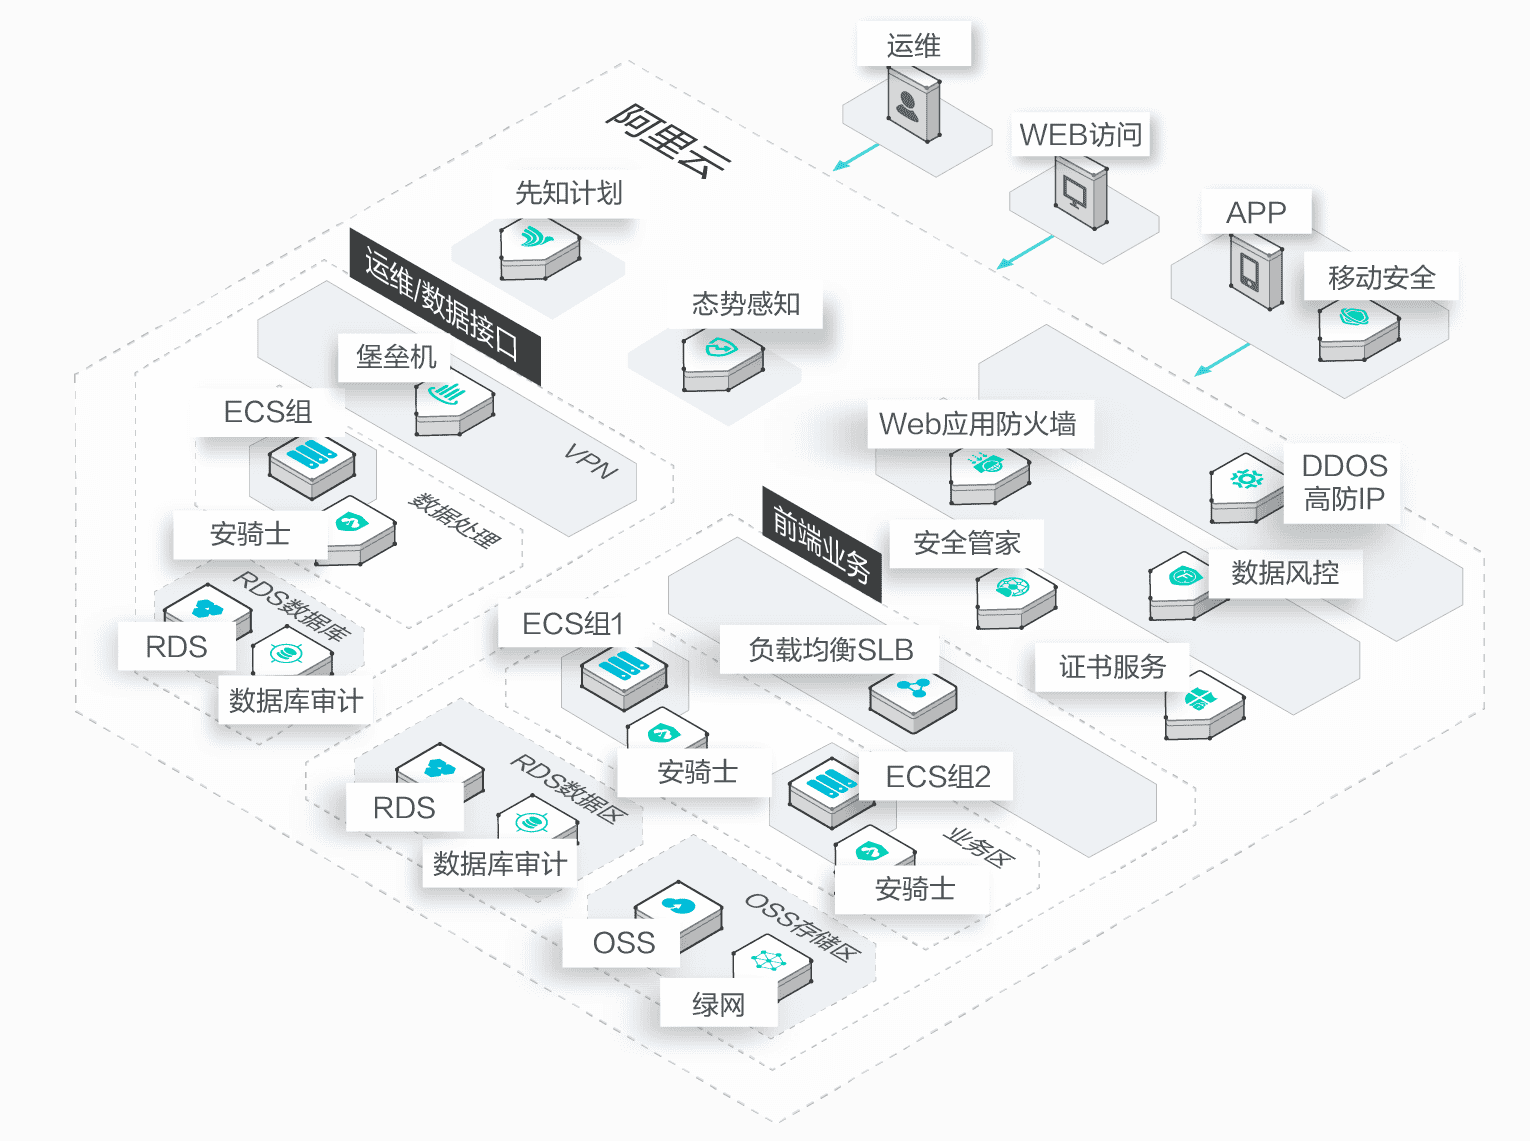 运维
WEB访问
APP
移动安全
阿里云
先知计划
态势感知
运维/数据接口
堡垒机
VPN
ECS组
安骑士
数据处理
RDS数据库
RDS
数据库审计
Web应用防火墙
DDOS
高防IP
安全管家
数据风控
证书服务
前端业务
负载均衡SLB
ECS组1
安骑士
ECS组2
安骑士
业务区
RDS数据区
RDS
数据库审计
OSS存储区
OSS
绿网